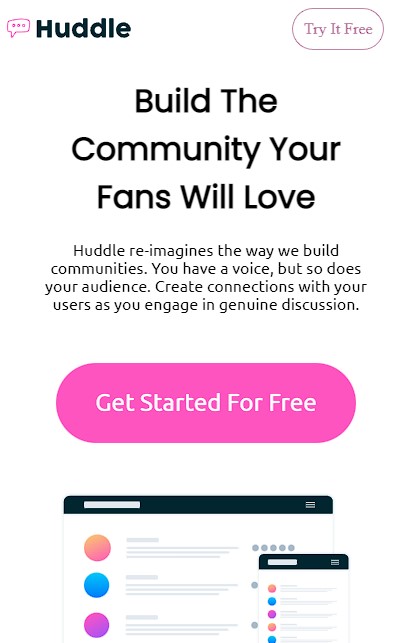 Huddle
Try It Free
Build The
Community Your
Fans Will Love
Huddle re-imagines the way we build
communities. You have a voice, but so does
your audience. Create connections with your
users as you engage in genuine discussion.
Get Started For Free